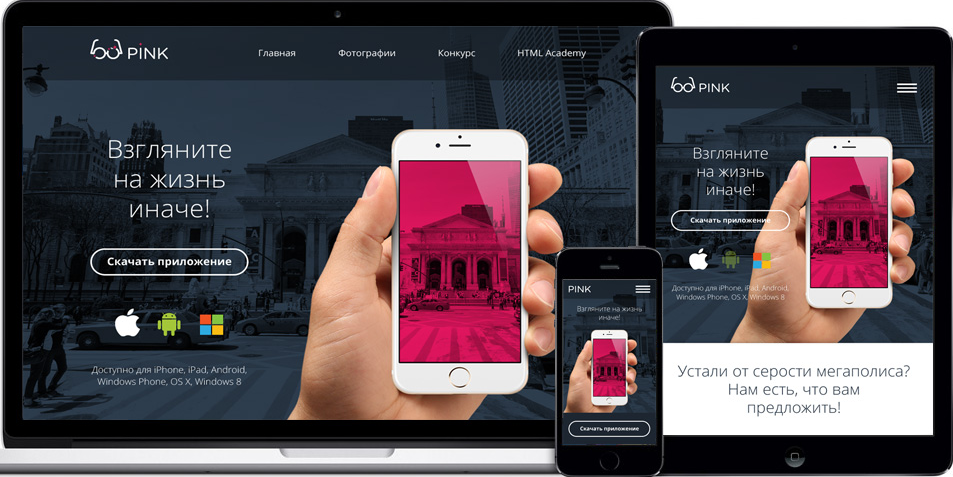 PINK
Главная
Фотографии
Конкурс
HTML Academy
Взгляните
на жизнь
иначе!
Скачать приложение
Доступно для iPhone, iPad, Android,
Windows Phone, OS X, Windows 8
PINK
Взгляните на жизнь
иначе!
Скачать приложение
PINK
Взгляните
на жизнь
иначе!
Скачать приложение
Доступно для iPhone, iPad, Android,
Windows Phone, OS X, Windows 8
Устали от серости мегаполиса?
Нам есть, что вам
предложить!